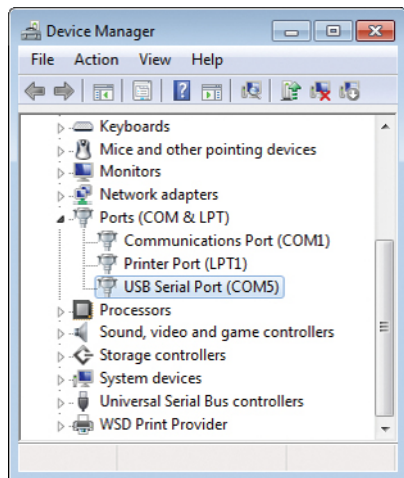 Device Manager
File Action View Help
Keyboards
Mice and other pointing devices
Monitors
Network adapters
Ports (COM & LPT)
Communications Port (COM1)
Printer Port (LPT1)
USB Serial Port (COM5)
Processors
Sound, video and game controllers
Storage controllers
System devices
Universal Serial Bus controllers
WSD Print Provider